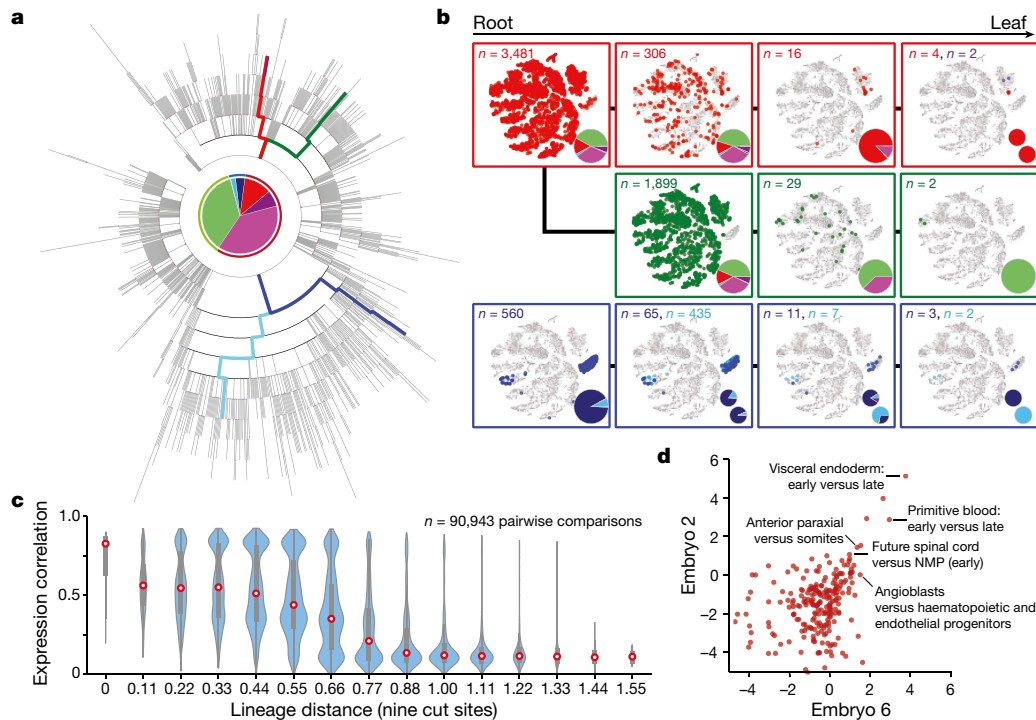 a
b
Root
Leaf
n = 3,481
n = 306
n = 16
n = 4, n = 2
n = 1,899
n = 29
n = 2
n = 560
n = 65, n = 435
n = 11, n = 7
n = 3, n = 2
c
Expression correlation
1.0
0.5
0
n = 90,943 pairwise comparisons
0 0.11 0.22 0.33 0.44 0.55 0.66 0.77 0.88 1.00 1.11 1.22 1.33 1.44 1.55
Lineage distance (nine cut sites)
d
Embryo 2
6
4
2
0
−2
−4
Visceral endoderm:
early versus late
Primitive blood:
early versus late
Anterior paraxial
versus somites
Future spinal cord
versus NMP (early)
Angioblasts
versus haematopoietic and
endothelial progenitors
−4 −2 0 2 4 6
Embryo 6